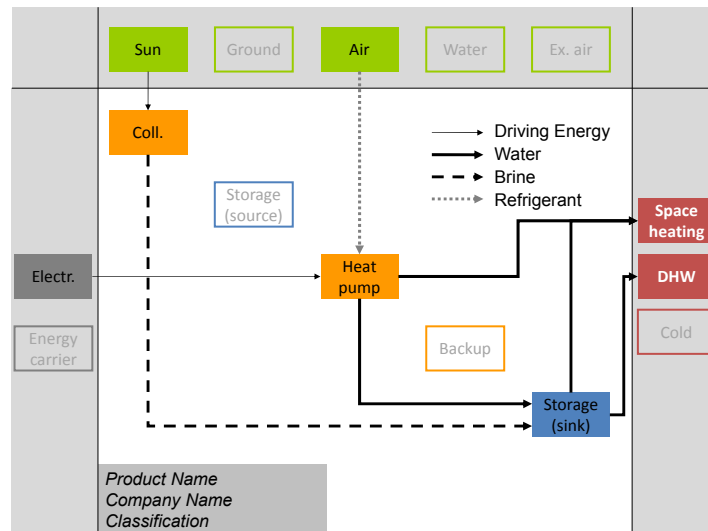 Sun
Ground
Air
Water
Ex. air
Coll.
Driving Energy
Water
Brine
Refrigerant
Storage
(source)
Space
heating
Electr.
Heat
pump
DHW
Energy
carrier
Backup
Cold
Storage
(sink)
Product Name
Company Name
Classification